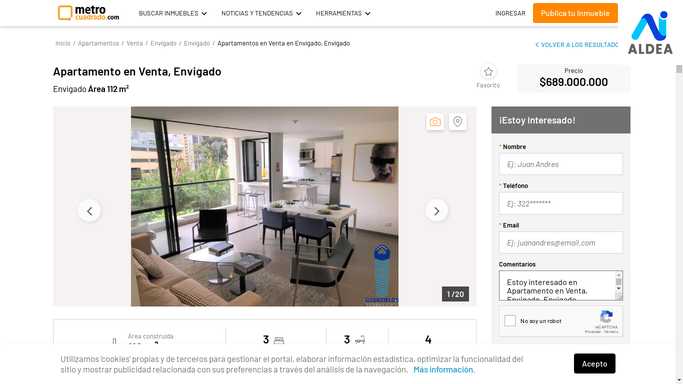 metro
cuadrado.com
BUSCAR INMUEBLES
NOTICIAS Y TENDENCIAS
HERRAMIENTAS
INGRESAR
Publica tu Inmueble
AI
ALDEA
Inicio / Apartamentos / Venta / Envigado / Envigado / Apartamentos en Venta en Envigado, Envigado
< VOLVER A LOS RESULTADO
Apartamento en Venta, Envigado
Envigado Área 112 m²
Favorito
Precio
$689.000.000
1 / 20
¡Estoy Interesado!
* Nombre
Ej: Juan Andres
* Teléfono
Ej: 322*******
* Email
Ej: juanandres@email.com
Comentarios
Estoy interesado en
Apartamento en Venta,
Envigado, Envigado
No soy un robot
reCAPTCHA
Privacidad - Términos
Área construida
3
3
4
Utilizamos 'cookies' propias y de terceros para gestionar el portal, elaborar información estadística, optimizar la funcionalidad del
sitio y mostrar publicidad relacionada con sus preferencias a través del análisis de la navegación. Más información.
Acepto